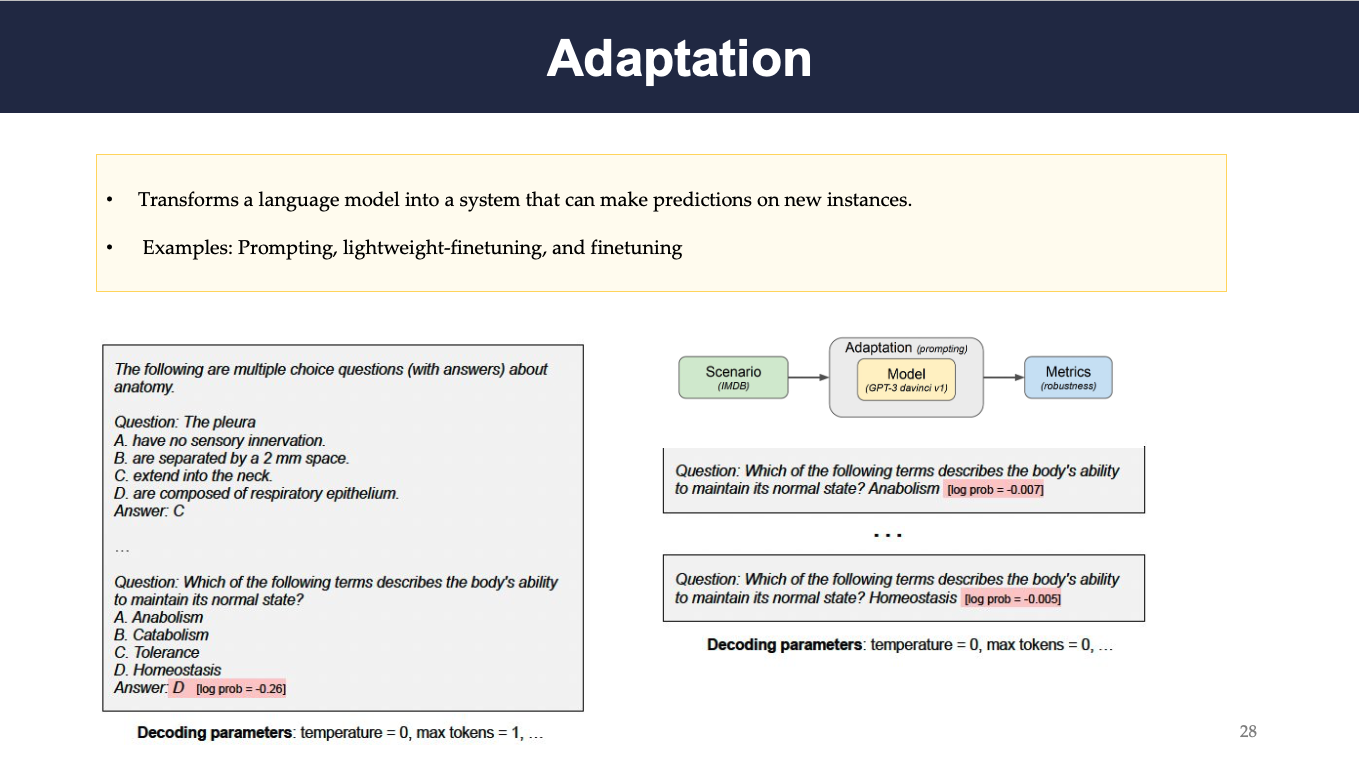 Adaptation
• Transforms a language model into a system that can make predictions on new instances.
• Examples: Prompting, lightweight-finetuning, and finetuning
The following are multiple choice questions (with answers) about
anatomy.
Question: The pleura
A. have no sensory innervation.
B. are separated by a 2 mm space.
C. extend into the neck.
D. are composed of respiratory epithelium.
Answer: C
...
Question: Which of the following terms describes the body's ability
to maintain its normal state?
A. Anabolism
B. Catabolism
C. Tolerance
D. Homeostasis
Answer: D [log prob = -0.26]
Decoding parameters: temperature = 0, max tokens = 1, ...
Scenario
(IMDB)
Adaptation (prompting)
Model
(GPT-3 davinci v1)
Metrics
(robustness)
Question: Which of the following terms describes the body's ability
to maintain its normal state? Anabolism [log prob = -0.007]
...
Question: Which of the following terms describes the body's ability
to maintain its normal state? Homeostasis [log prob = -0.005]
Decoding parameters: temperature = 0, max tokens = 0, ...
28